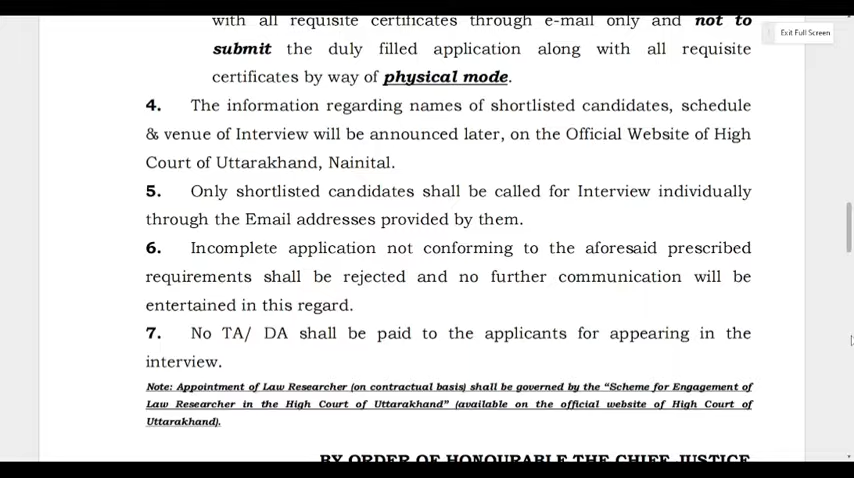 with all requisite certificates through e-mail only and not to
Exit Full Screen
submit the duly filled application along with all requisite
certificates by way of physical mode.
4. The information regarding names of shortlisted candidates, schedule
& venue of Interview will be announced later, on the Official Website of High
Court of Uttarakhand, Nainital.
5. Only shortlisted candidates shall be called for Interview individually
through the Email addresses provided by them.
6. Incomplete application not conforming to the aforesaid prescribed
requirements shall be rejected and no further communication will be
entertained in this regard.
7. No TA/ DA shall be paid to the applicants for appearing in the
interview.
Note: Appointment of Law Researcher (on contractual basis) shall be governed by the “Scheme for Engagement of
Law Researcher in the High Court of Uttarakhand” (available on the official website of High Court of
Uttarakhand).
BY ORDER OF HONOURABLE THE CHIEF JUSTICE